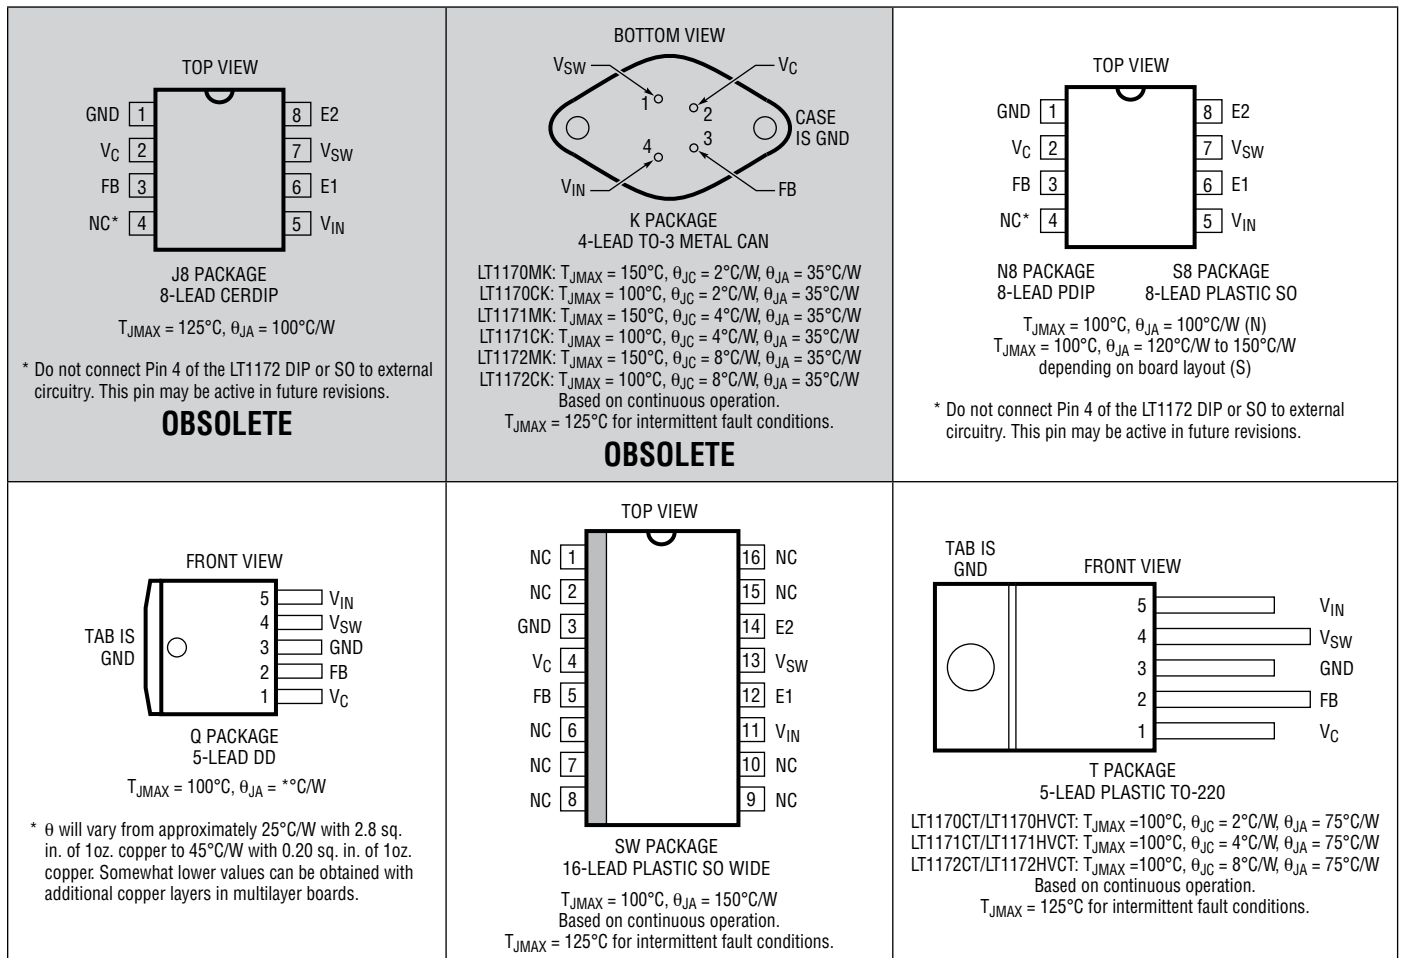 TOP VIEW
GND 1
8 E2
VC 2
7 VSW
FB 3
6 E1
NC* 4
5 VIN
J8 PACKAGE
8-LEAD CERDIP
TJMAX = 125°C, θJA = 100°C/W
* Do not connect Pin 4 of the LT1172 DIP or SO to external
circuitry. This pin may be active in future revisions.
OBSOLETE
BOTTOM VIEW
VSW
VC
1
2
CASE
IS GND
4
3
VIN
FB
K PACKAGE
4-LEAD TO-3 METAL CAN
LT1170MK: TJMAX = 150°C, θJC = 2°C/W, θJA = 35°C/W
LT1170CK: TJMAX = 100°C, θJC = 2°C/W, θJA = 35°C/W
LT1171MK: TJMAX = 150°C, θJC = 4°C/W, θJA = 35°C/W
LT1171CK: TJMAX = 100°C, θJC = 4°C/W, θJA = 35°C/W
LT1172MK: TJMAX = 150°C, θJC = 8°C/W, θJA = 35°C/W
LT1172CK: TJMAX = 100°C, θJC = 8°C/W, θJA = 35°C/W
Based on continuous operation.
TJMAX = 125°C for intermittent fault conditions.
OBSOLETE
TOP VIEW
GND 1
8 E2
VC 2
7 VSW
FB 3
6 E1
NC* 4
5 VIN
N8 PACKAGE
8-LEAD PDIP
S8 PACKAGE
8-LEAD PLASTIC SO
TJMAX = 100°C, θJA = 100°C/W (N)
TJMAX = 100°C, θJA = 120°C/W to 150°C/W
depending on board layout (S)
* Do not connect Pin 4 of the LT1172 DIP or SO to external
circuitry. This pin may be active in future revisions.
FRONT VIEW
TAB IS
GND
5 VIN
4 VSW
3 GND
2 FB
1 VC
Q PACKAGE
5-LEAD DD
TJMAX = 100°C, θJA = *°C/W
* θ will vary from approximately 25°C/W with 2.8 sq.
in. of 1oz. copper to 45°C/W with 0.20 sq. in. of 1oz.
copper. Somewhat lower values can be obtained with
additional copper layers in multilayer boards.
TOP VIEW
NC 1
16 NC
NC 2
15 NC
GND 3
14 E2
VC 4
13 VSW
FB 5
12 E1
NC 6
11 VIN
NC 7
10 NC
NC 8
9 NC
SW PACKAGE
16-LEAD PLASTIC SO WIDE
TJMAX = 100°C, θJA = 150°C/W
Based on continuous operation.
TJMAX = 125°C for intermittent fault conditions.
TAB IS
GND
FRONT VIEW
5 VIN
4 VSW
3 GND
2 FB
1 VC
T PACKAGE
5-LEAD PLASTIC TO-220
LT1170CT/LT1170HVCT: TJMAX =100°C, θJC = 2°C/W, θJA = 75°C/W
LT1171CT/LT1171HVCT: TJMAX =100°C, θJC = 4°C/W, θJA = 75°C/W
LT1172CT/LT1172HVCT: TJMAX =100°C, θJC = 8°C/W, θJA = 75°C/W
Based on continuous operation.
TJMAX = 125°C for intermittent fault conditions.